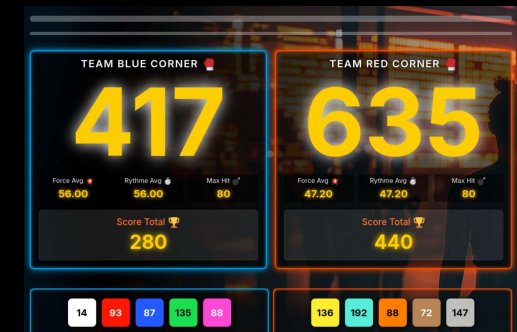 TEAM BLUE CORNER 🥊
417
Force Avg 💥 Rythme Avg ⏱️ Max Hit 💣
56.00 56.00 80
Score Total 🏆
280
14 93 87 135 88
TEAM RED CORNER 🥊
635
Force Avg 💥 Rythme Avg ⏱️ Max Hit 💣
47.20 47.20 80
Score Total 🏆
440
136 192 88 72 147